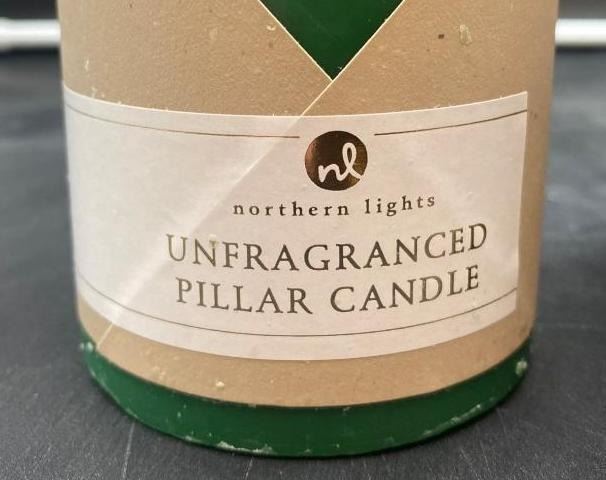 nl
northern lights
UNFRAGRANCED
PILLAR CANDLE